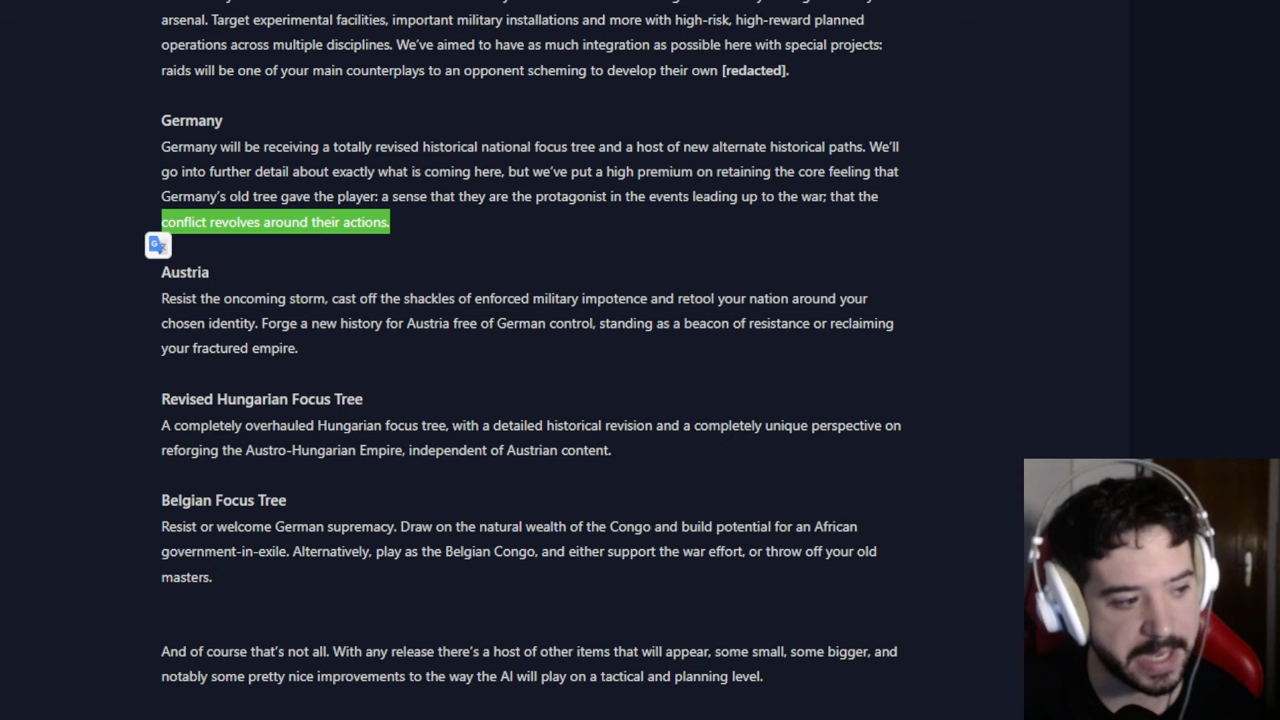 arsenal. Target experimental facilities, important military installations and more with high-risk, high-reward planned
operations across multiple disciplines. We’ve aimed to have as much integration as possible here with special projects:
raids will be one of your main counterplays to an opponent scheming to develop their own [redacted].
Germany
Germany will be receiving a totally revised historical national focus tree and a host of new alternate historical paths. We’ll
go into further detail about exactly what is coming here, but we’ve put a high premium on retaining the core feeling that
Germany’s old tree gave the player: a sense that they are the protagonist in the events leading up to the war; that the
conflict revolves around their actions.
Austria
Resist the oncoming storm, cast off the shackles of enforced military impotence and retool your nation around your
chosen identity. Forge a new history for Austria free of German control, standing as a beacon of resistance or reclaiming
your fractured empire.
Revised Hungarian Focus Tree
A completely overhauled Hungarian focus tree, with a detailed historical revision and a completely unique perspective on
reforging the Austro-Hungarian Empire, independent of Austrian content.
Belgian Focus Tree
Resist or welcome German supremacy. Draw on the natural wealth of the Congo and build potential for an African
government-in-exile. Alternatively, play as the Belgian Congo, and either support the war effort, or throw off your old
masters.
And of course that’s not all. With any release there’s a host of other items that will appear, some small, some bigger, and
notably some pretty nice improvements to the way the AI will play on a tactical and planning level.